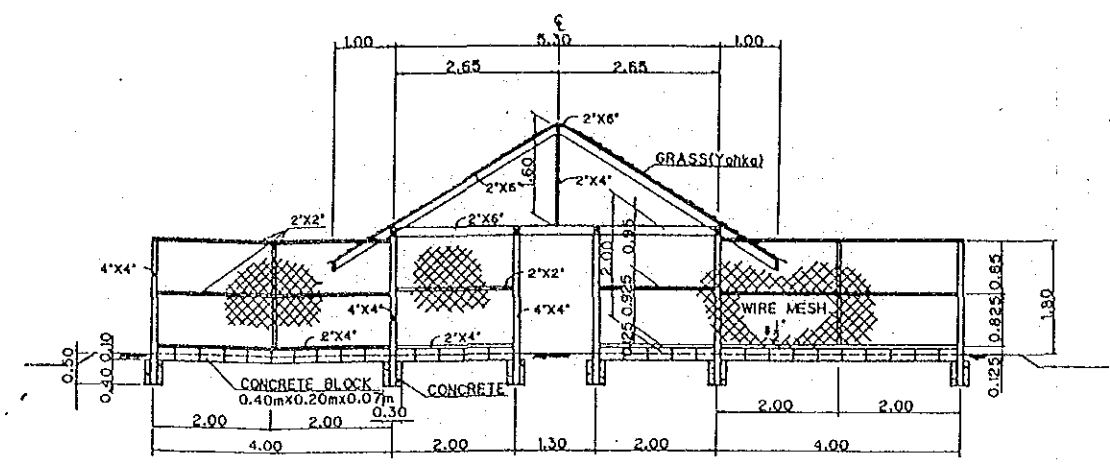 ℄
1.00 5.30 1.00
2.65 2.65
2"X6"
GRASS(Yohka)
1.60
2"X6"
2"X4"
2"X2"
2"X6"
4"X4"
2.00
0.95
2"X2"
0.925
4"X4"
4"X4"
WIRE MESH
0.85
0.825
1.80
2"X4"
2"X4"
0.125
0.125
0.50
0.10
0.40
CONCRETE BLOCK
0.40mX0.20mX0.07m
CONCRETE
0.30
2.00 2.00 2.00 2.00
4.00 2.00 1.30 2.00 4.00